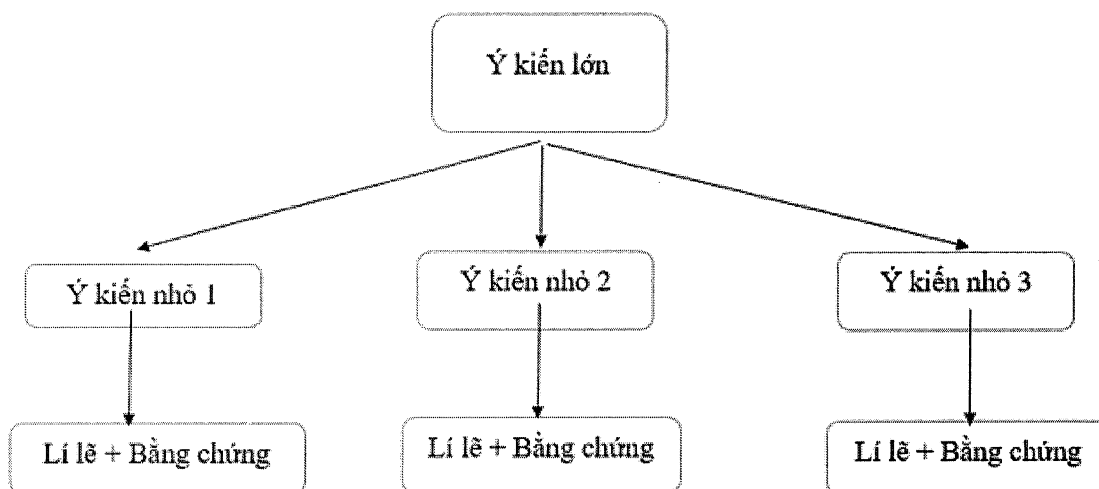 Ý kiến lớn
Ý kiến nhỏ 1
Ý kiến nhỏ 2
Ý kiến nhỏ 3
Lí lẽ + Bằng chứng
Lí lẽ + Bằng chứng
Lí lẽ + Bằng chứng